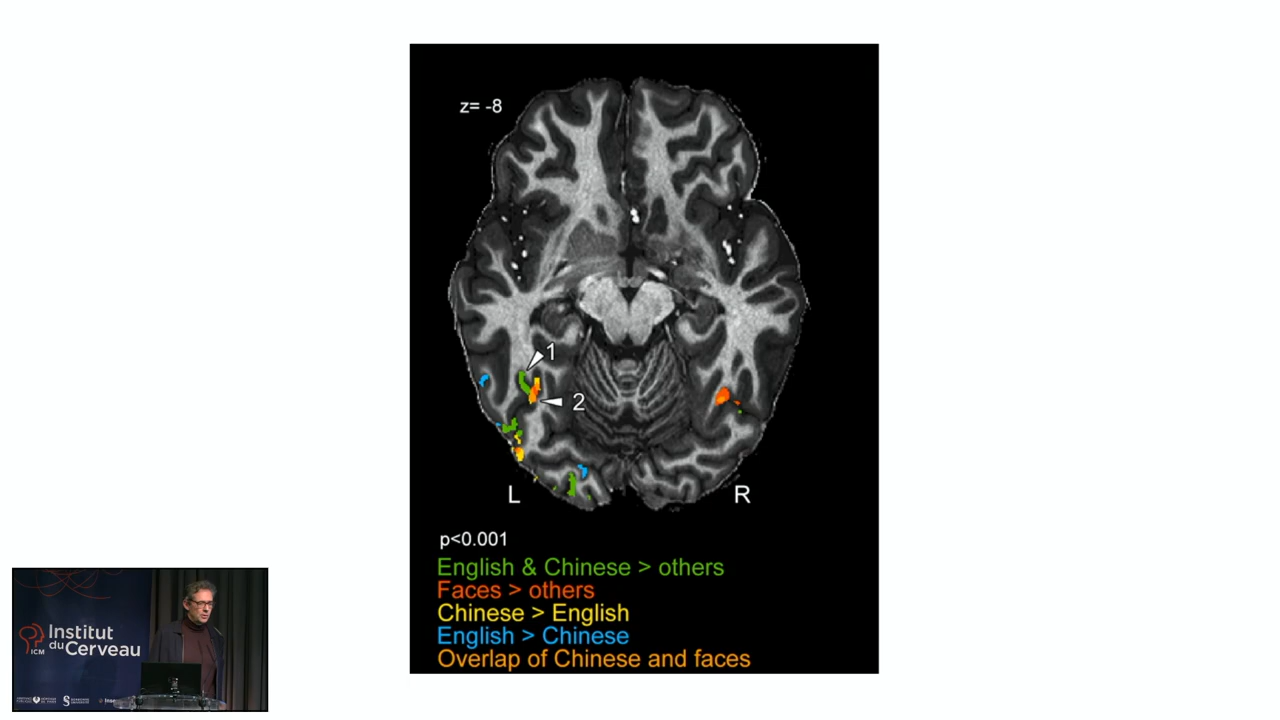 z= -8
1
2
L
R
p<0.001
English & Chinese > others
Faces > others
Chinese > English
English > Chinese
Overlap of Chinese and faces
Institut
du Cerveau
ICM